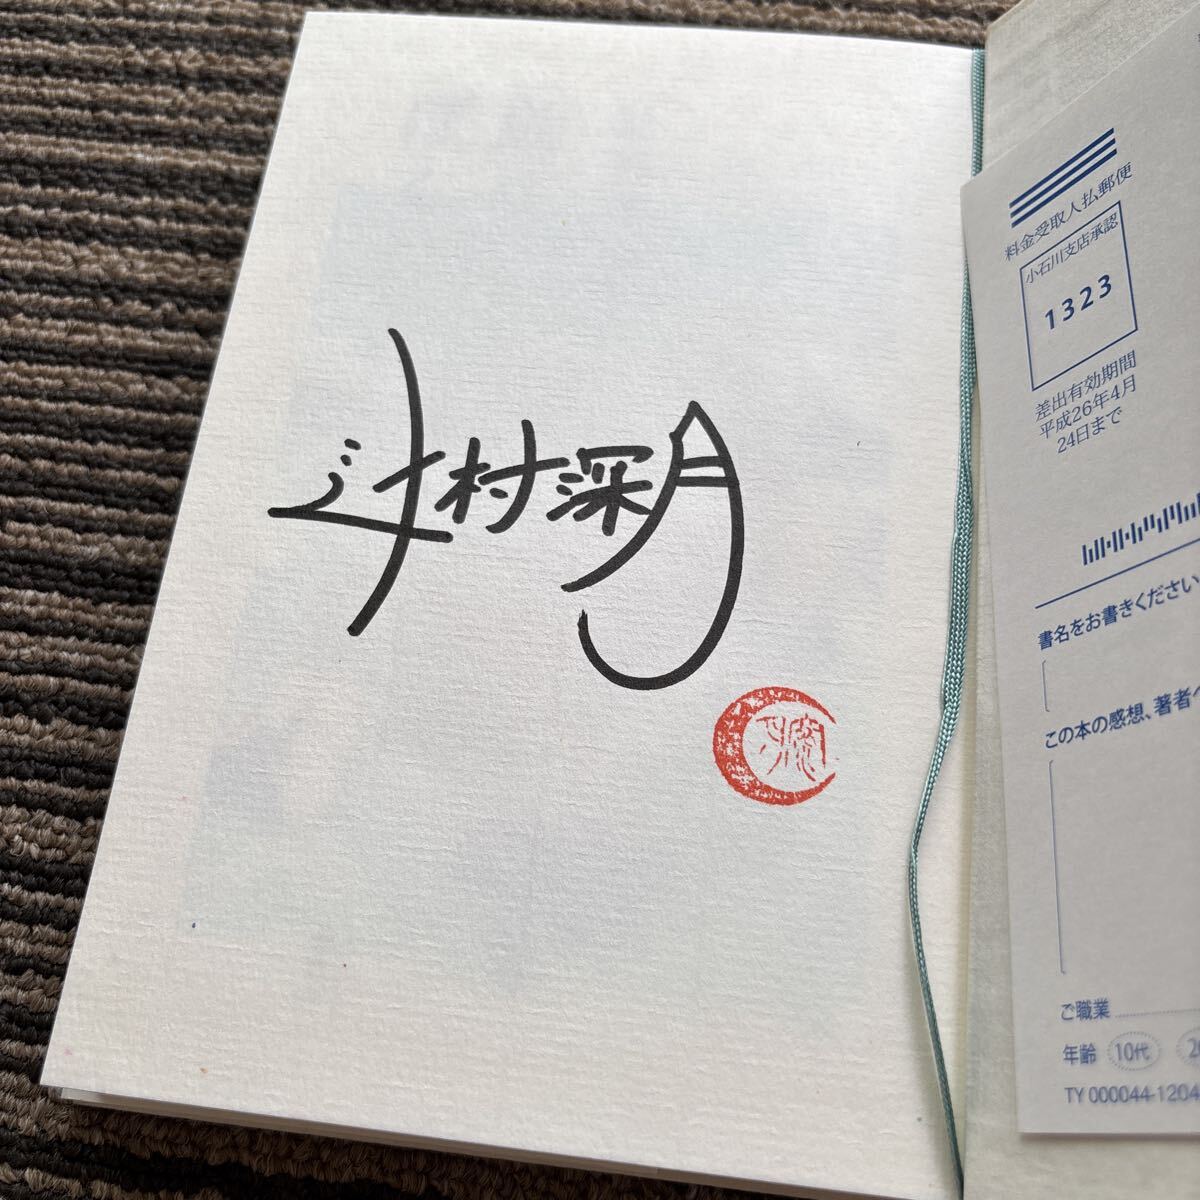 辻村深月
料金受取人払郵便
小石川支店承認
1323
差出有効期間
平成26年4月
24日まで
書名をお書きください
この本の感想、著者へ
ご職業
年齢 10代
TY 000044-1204